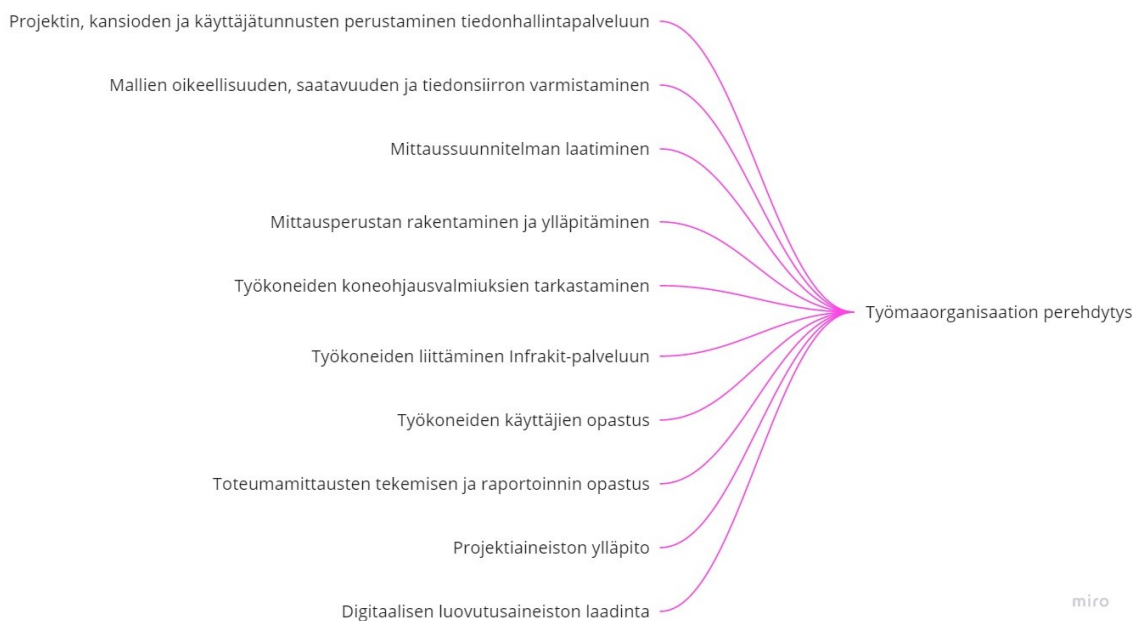 Projektin, kansioden ja käyttäjätunnusten perustaminen tiedonhallintapalveluun
Mallien oikeellisuuden, saatavuuden ja tiedonsiirron varmistaminen
Mittaussuunnitelman laatiminen
Mittausperustan rakentaminen ja ylläpitäminen
Työkoneiden koneohjausvalmiuksien tarkastaminen
Työmaaorganisaation perehdytys
Työkoneiden liittäminen Infrakit-palveluun
Työkoneiden käyttäjien opastus
Toteumamittausten tekemisen ja raportoinnin opastus
Projektiaineiston ylläpito
Digitaalisen luovutusaineiston laadinta
miro